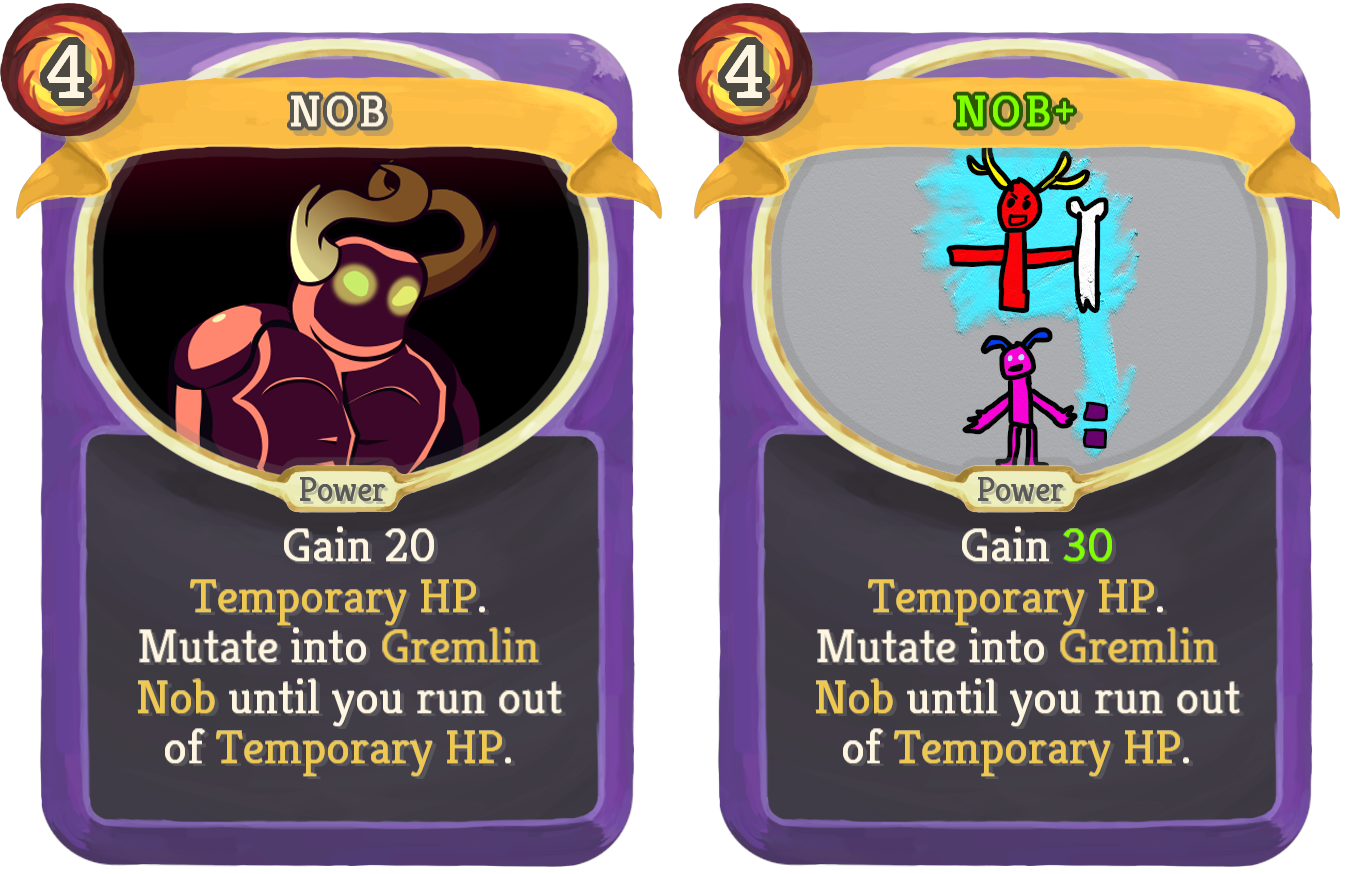 4
NOB
Power
Gain 20
Temporary HP.
Mutate into Gremlin
Nob until you run out
of Temporary HP.
4
NOB+
Power
Gain 30
Temporary HP.
Mutate into Gremlin
Nob until you run out
of Temporary HP.